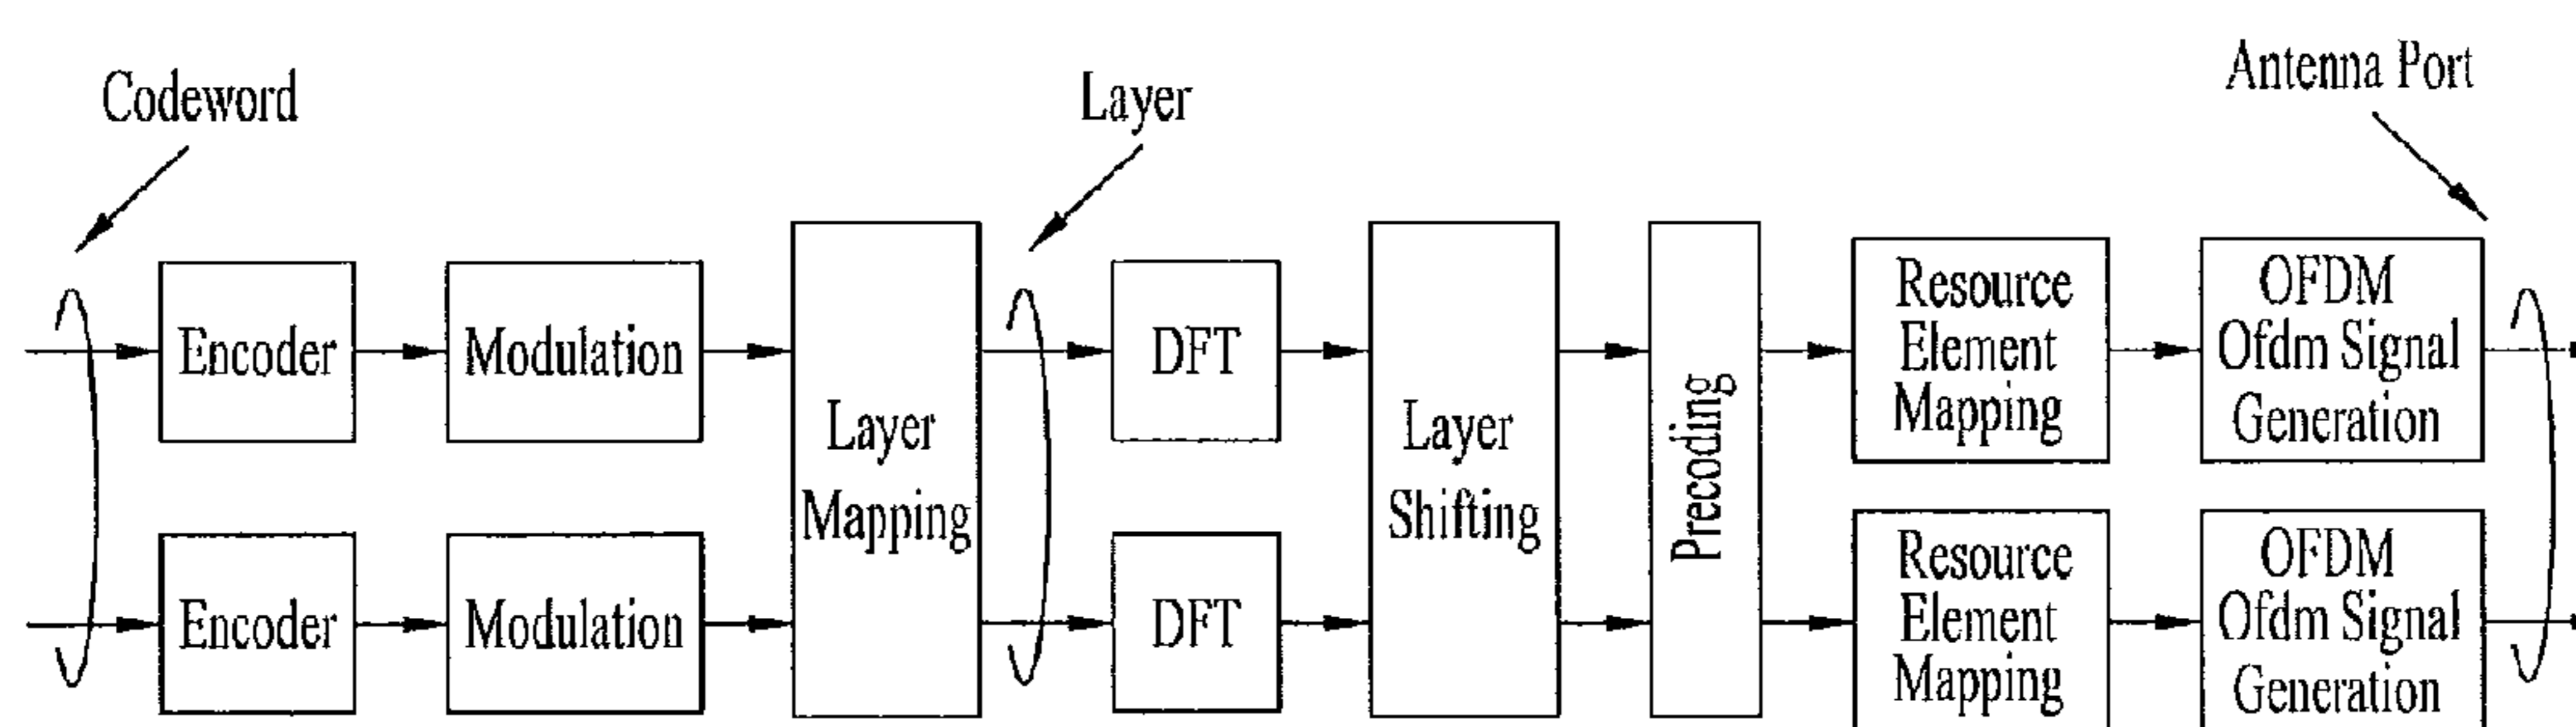 Codeword
Layer
Antenna Port
Encoder
Modulation
Layer
Mapping
DFT
Layer
Shifting
Precoding
Resource
Element
Mapping
OFDM
Ofdm Signal
Generation
Encoder
Modulation
DFT
Resource
Element
Mapping
OFDM
Ofdm Signal
Generation